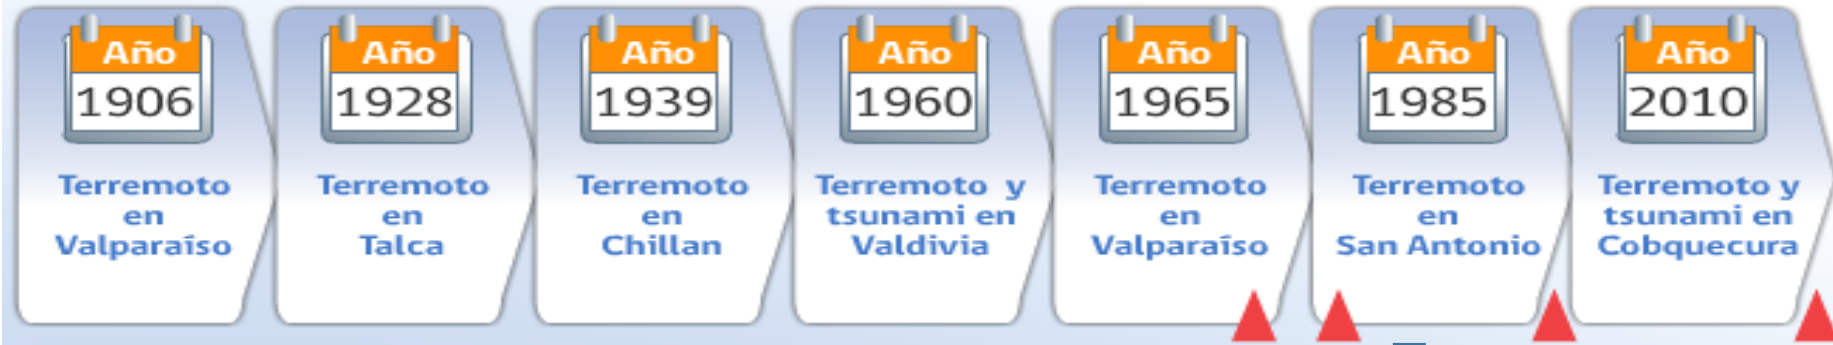 Año
1906
Terremoto
en
Valparaíso
Año
1928
Terremoto
en
Talca
Año
1939
Terremoto
en
Chillan
Año
1960
Terremoto y
tsunami en
Valdivia
Año
1965
Terremoto
en
Valparaíso
Año
1985
Terremoto
en
San Antonio
Año
2010
Terremoto y
tsunami en
Cobquecura